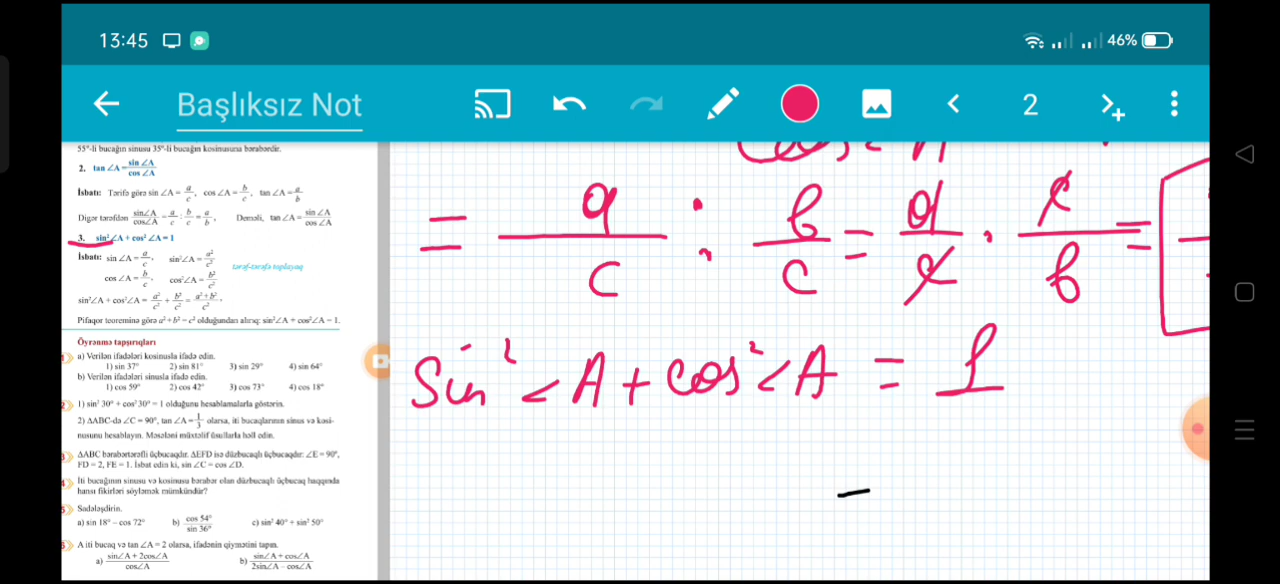 13:45 46%
Başlıksız Not 2
55°-li bucağın sinusu 35°-li bucağın kosinusuna bərabərdir.
2. tan ∠A = sin ∠A / cos ∠A
İsbatı: Tərifə görə sin ∠A = a/c, cos ∠A = b/c, tan ∠A = a/b
Digər tərəfdən sin∠A / cos∠A = a/c : b/c = a/b. Deməli, tan ∠A = sin ∠A / cos ∠A
3. sin² ∠A + cos² ∠A = 1
İsbatı: sin ∠A = a/c, sin²∠A = a²/c²
tərəf-tərəfə toplayaq
cos ∠A = b/c, cos²∠A = b²/c²
sin²∠A + cos²∠A = a²/c² + b²/c² = a²+b² / c².
Pifaqor teoreminə görə a² + b² = c² olduğundan alırıq: sin²∠A + cos²∠A = 1.
Öyrənmə tapşırıqları
1 a) Verilən ifadələri kosinusla ifadə edin.
1) sin 37° 2) sin 81° 3) sin 29° 4) sin 64°
b) Verilən ifadələri sinusla ifadə edin.
1) cos 59° 2) cos 42° 3) cos 73° 4) cos 18°
2 1) sin² 30° + cos² 30° = 1 olduğunu hesablamalarla göstərin.
2) ΔABC-də ∠C = 90°, tan ∠A = 1/3 olarsa, iti bucaqlarının sinus və kosi-
nusunu hesablayın. Məsələni müxtəlif üsullarla həll edin.
3 ΔABC bərabərtərəfli üçbucaqdır. ΔEFD isə düzbucaqlı üçbucaqdır: ∠E = 90°,
FD = 2, FE = 1. İsbat edin ki, sin ∠C = cos ∠D.
4 İti bucağının sinusu və kosinusu bərabər olan düzbucaqlı üçbucaq haqqında
hansı fikirləri söyləmək mümkündür?
5 Sadələşdirin.
a) sin 18° − cos 72° b) cos 54° / sin 36° c) sin² 40° + sin² 50°
A iti bucaq və tan ∠A = 2 olarsa, ifadənin qiymətini tapın.
a) sin∠A + 2cos∠A / cos∠A b) sin∠A + cos∠A / 2sin∠A − cos∠A
= a/c : b/c = a/c · c/b =
sin² ∠A + cos² ∠A = 1